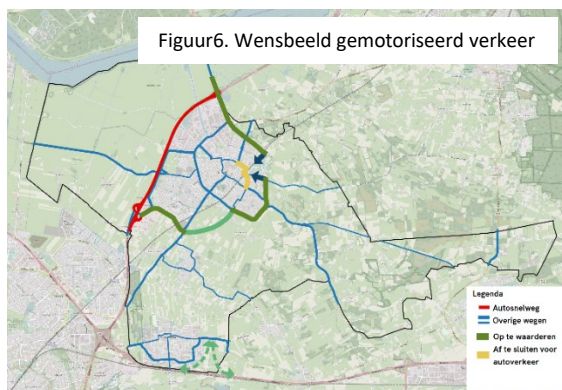 Figuur6. Wensbeeld gemotoriseerd verkeer
Legenda
Autosnelweg
Overige wegen
Op te waarderen
Af te sluiten voor
autoverkeer